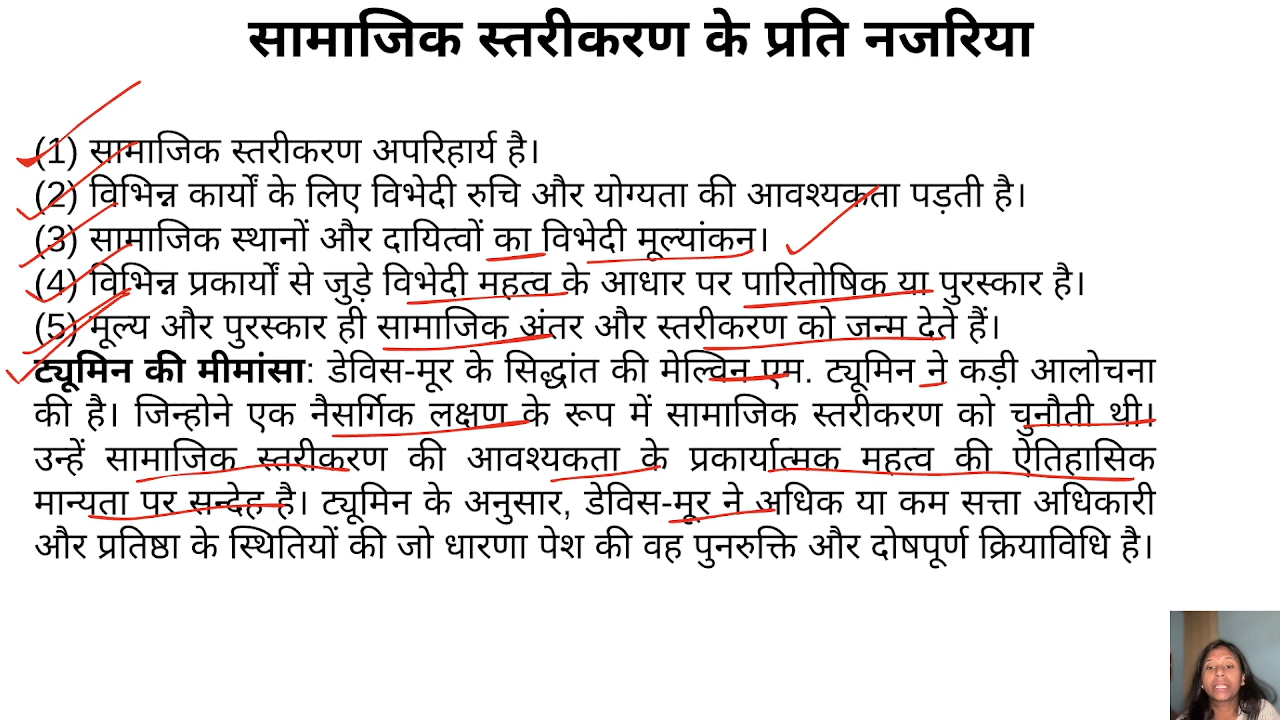 सामाजिक स्तरीकरण के प्रति नजरिया
(1) सामाजिक स्तरीकरण अपरिहार्य है।
(2) विभिन्न कार्यों के लिए विभेदी रुचि और योग्यता की आवश्यकता पड़ती है।
(3) सामाजिक स्थानों और दायित्वों का विभेदी मूल्यांकन।
(4) विभिन्न प्रकार्यों से जुड़े विभेदी महत्व के आधार पर पारितोषिक या पुरस्कार है।
(5) मूल्य और पुरस्कार ही सामाजिक अंतर और स्तरीकरण को जन्म देते हैं।
ट्यूमिन की मीमांसा: डेविस-मूर के सिद्धांत की मेल्विन एम. ट्यूमिन ने कड़ी आलोचना
की है। जिन्होने एक नैसर्गिक लक्षण के रूप में सामाजिक स्तरीकरण को चुनौती थी।
उन्हें सामाजिक स्तरीकरण की आवश्यकता के प्रकार्यात्मक महत्व की ऐतिहासिक
मान्यता पर सन्देह है। ट्यूमिन के अनुसार, डेविस-मूर ने अधिक या कम सत्ता अधिकारी
और प्रतिष्ठा के स्थितियों की जो धारणा पेश की वह पुनरुक्ति और दोषपूर्ण क्रियाविधि है।